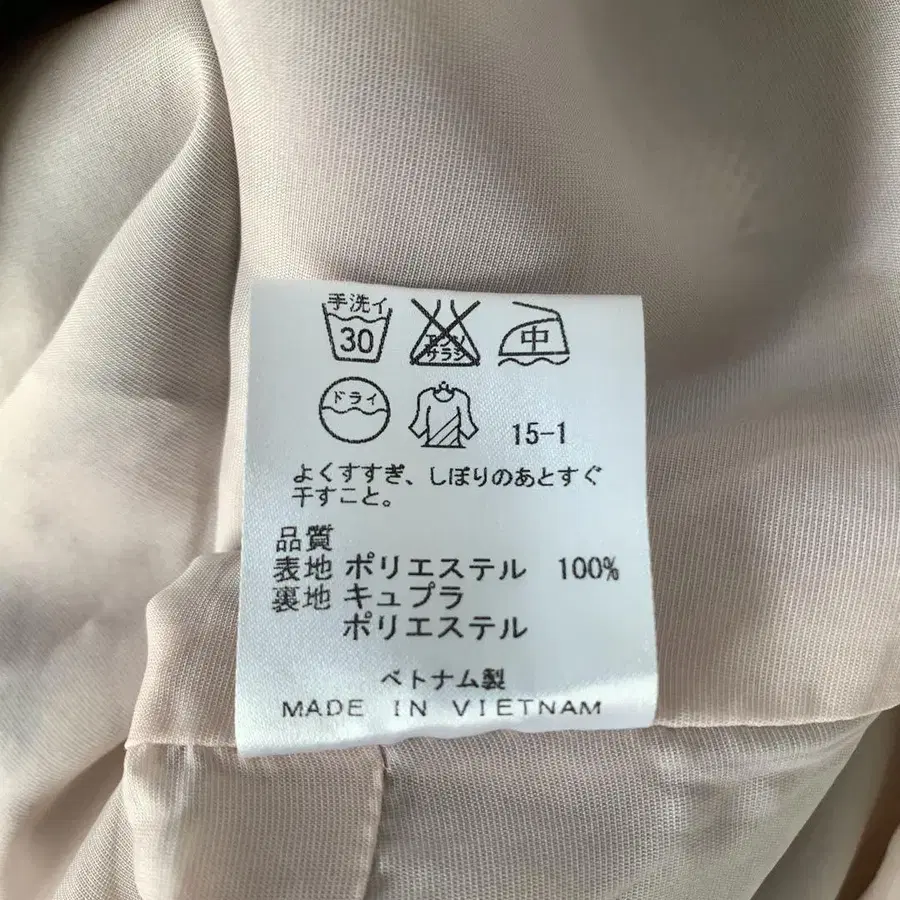 手洗イ
30
エンソ
サラシ
中
ドライ
15-1
よくすすぎ、しぼりのあとすぐ
干すこと。
品質
表地 ポリエステル 100%
裏地 キュプラ
ポリエステル
ベトナム製
MADE IN VIETNAM